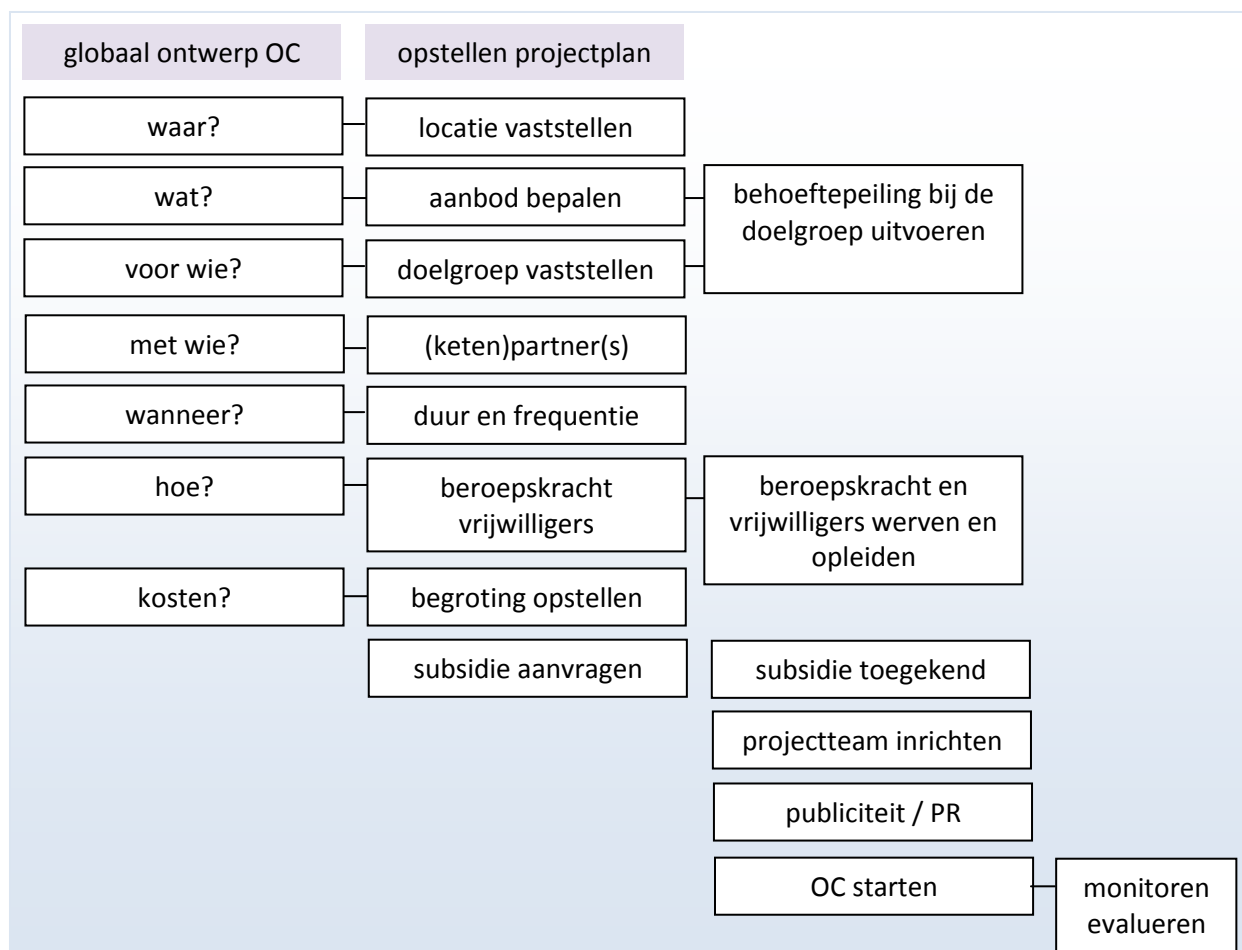 globaal ontwerp OC
opstellen projectplan
waar?
locatie vaststellen
wat?
aanbod bepalen
behoeftepeiling bij de
doelgroep uitvoeren
voor wie?
doelgroep vaststellen
met wie?
(keten)partner(s)
wanneer?
duur en frequentie
hoe?
beroepskracht
vrijwilligers
beroepskracht en
vrijwilligers werven en
opleiden
kosten?
begroting opstellen
subsidie aanvragen
subsidie toegekend
projectteam inrichten
publiciteit / PR
OC starten
monitoren
evalueren